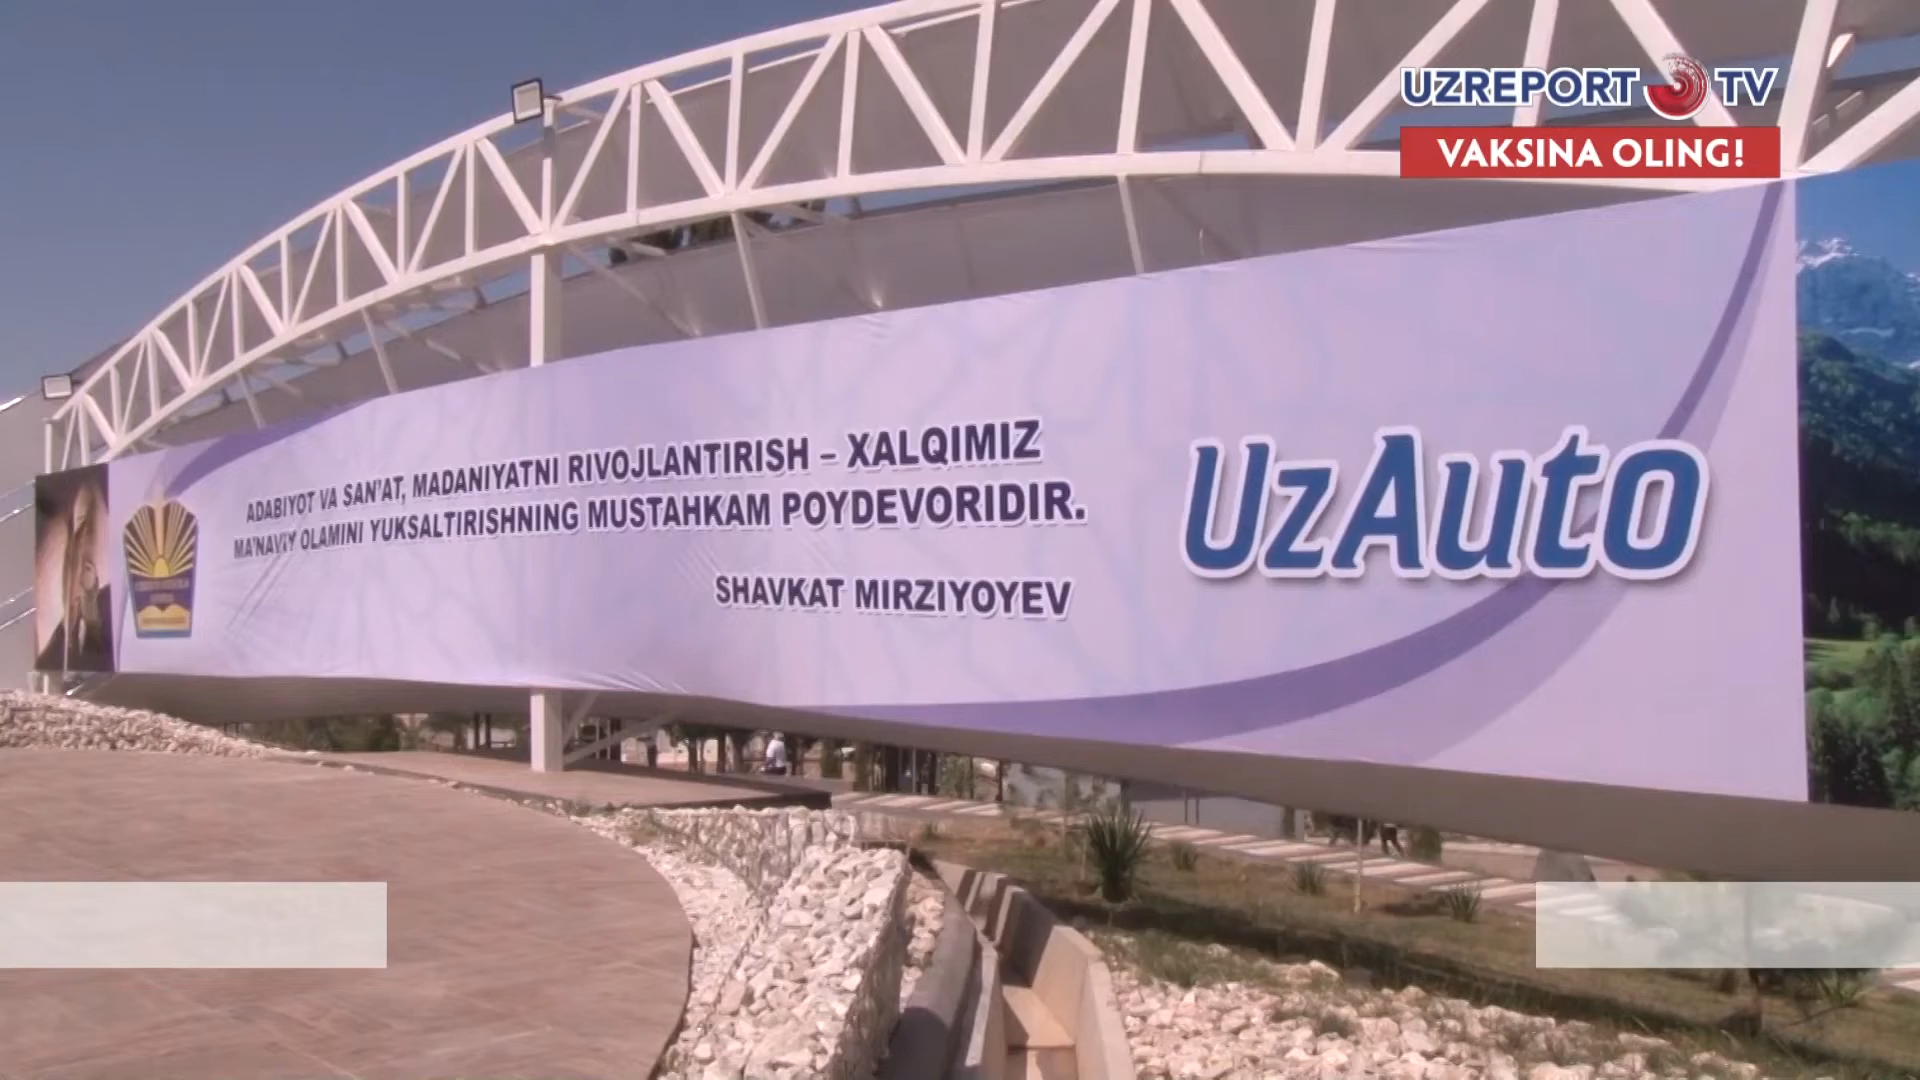 UZREPORT TV
VAKSINA OLING!
ADABIYOT VA SAN'AT, MADANIYATNI RIVOJLANTIRISH – XALQIMIZ
MA'NAVIY OLAMINI YUKSALTIRISHNING MUSTAHKAM POYDEVORIDIR.
SHAVKAT MIRZIYOYEV
UzAuto